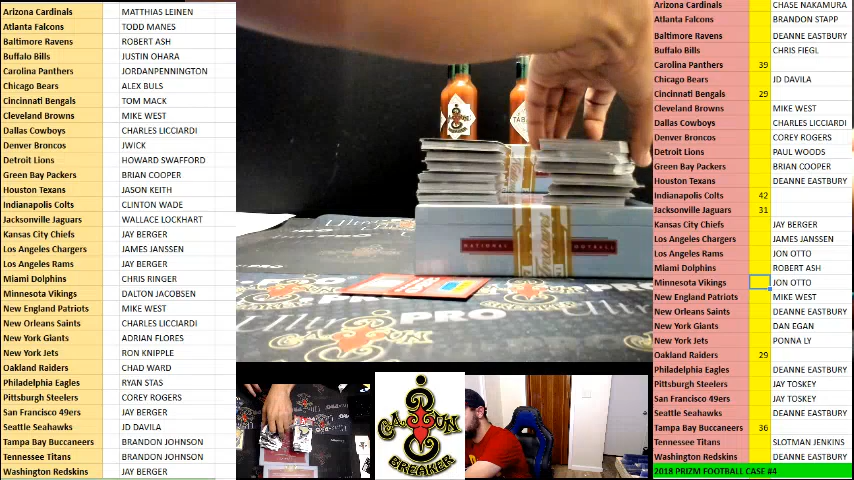 Arizona Cardinals MATTHIAS LEINEN
Atlanta Falcons TODD MANES
Baltimore Ravens ROBERT ASH
Buffalo Bills JUSTIN OHARA
Carolina Panthers JORDANPENNINGTON
Chicago Bears ALEX BULS
Cincinnati Bengals TOM MACK
Cleveland Browns MIKE WEST
Dallas Cowboys CHARLES LICCIARDI
Denver Broncos JWICK
Detroit Lions HOWARD SWAFFORD
Green Bay Packers BRIAN COOPER
Houston Texans JASON KEITH
Indianapolis Colts CLINTON WADE
Jacksonville Jaguars WALLACE LOCKHART
Kansas City Chiefs JAY BERGER
Los Angeles Chargers JAMES JANSSEN
Los Angeles Rams JAY BERGER
Miami Dolphins CHRIS RINGER
Minnesota Vikings DALTON JACOBSEN
New England Patriots MIKE WEST
New Orleans Saints CHARLES LICCIARDI
New York Giants ADRIAN FLORES
New York Jets RON KNIPPLE
Oakland Raiders CHAD WARD
Philadelphia Eagles RYAN STAS
Pittsburgh Steelers COREY ROGERS
San Francisco 49ers JAY BERGER
Seattle Seahawks JD DAVILA
Tampa Bay Buccaneers BRANDON JOHNSON
Tennessee Titans BRANDON JOHNSON
Washington Redskins JAY BERGER
NATIONAL FOOTBALL
Ultra PRO
PRO
CAJUN
BREAKER
Arizona Cardinals CHASE NAKAMURA
Atlanta Falcons BRANDON STAPP
Baltimore Ravens DEANNE EASTBURY
Buffalo Bills CHRIS FIEGL
Carolina Panthers 39
Chicago Bears JD DAVILA
Cincinnati Bengals 29
Cleveland Browns MIKE WEST
Dallas Cowboys CHARLES LICCIARDI
Denver Broncos COREY ROGERS
Detroit Lions PAUL WOODS
Green Bay Packers BRIAN COOPER
Houston Texans DEANNE EASTBURY
Indianapolis Colts 42
Jacksonville Jaguars 31
Kansas City Chiefs JAY BERGER
Los Angeles Chargers JAMES JANSSEN
Los Angeles Rams JON OTTO
Miami Dolphins ROBERT ASH
Minnesota Vikings JON OTTO
New England Patriots MIKE WEST
New Orleans Saints DEANNE EASTBURY
New York Giants DAN EGAN
New York Jets PONNA LY
Oakland Raiders 29
Philadelphia Eagles DEANNE EASTBURY
Pittsburgh Steelers JAY TOSKEY
San Francisco 49ers JAY TOSKEY
Seattle Seahawks DEANNE EASTBURY
Tampa Bay Buccaneers 36
Tennessee Titans SLOTMAN JENKINS
Washington Redskins DEANNE EASTBURY
2018 PRIZM FOOTBALL CASE #4